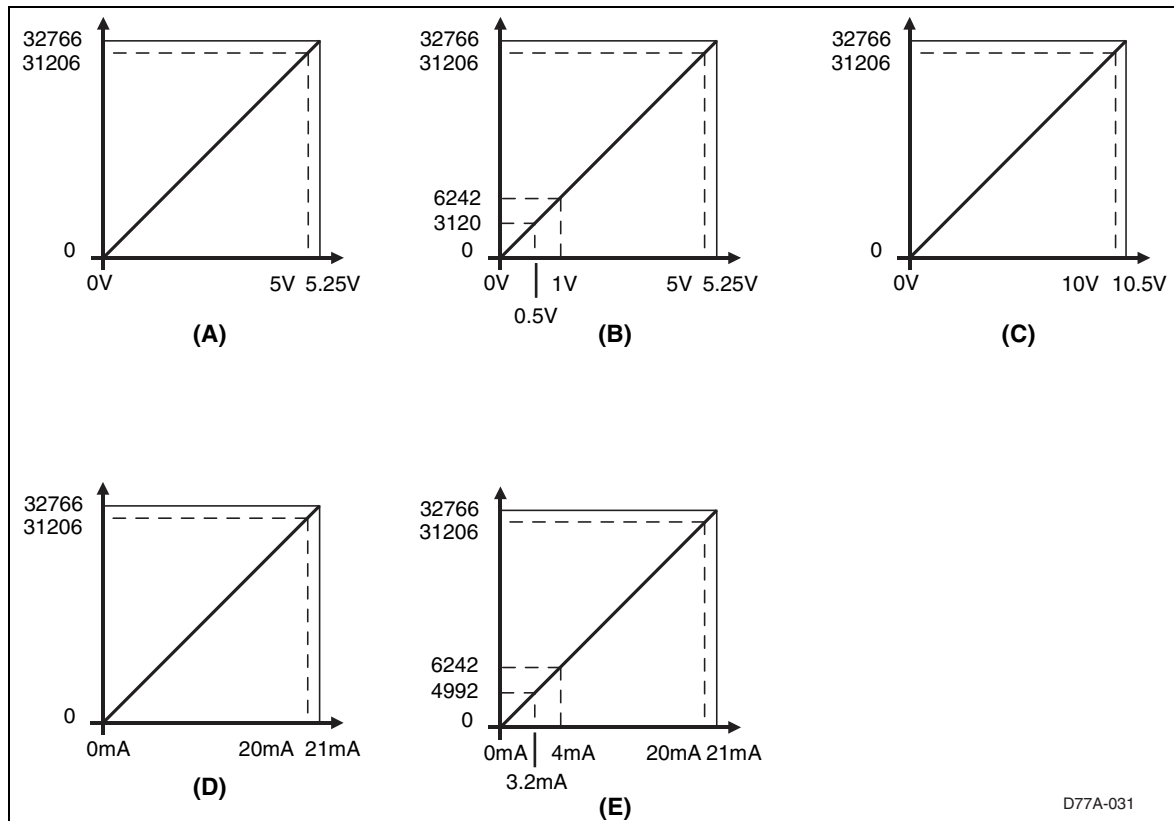 32766
31206
0
0V
5V 5.25V
(A)
32766
31206
6242
3120
0
0V
1V
5V 5.25V
0.5V
(B)
32766
31206
0
0V
10V 10.5V
(C)
32766
31206
0
0mA
20mA 21mA
(D)
32766
31206
6242
4992
0
0mA
4mA
20mA 21mA
3.2mA
(E)
D77A-031